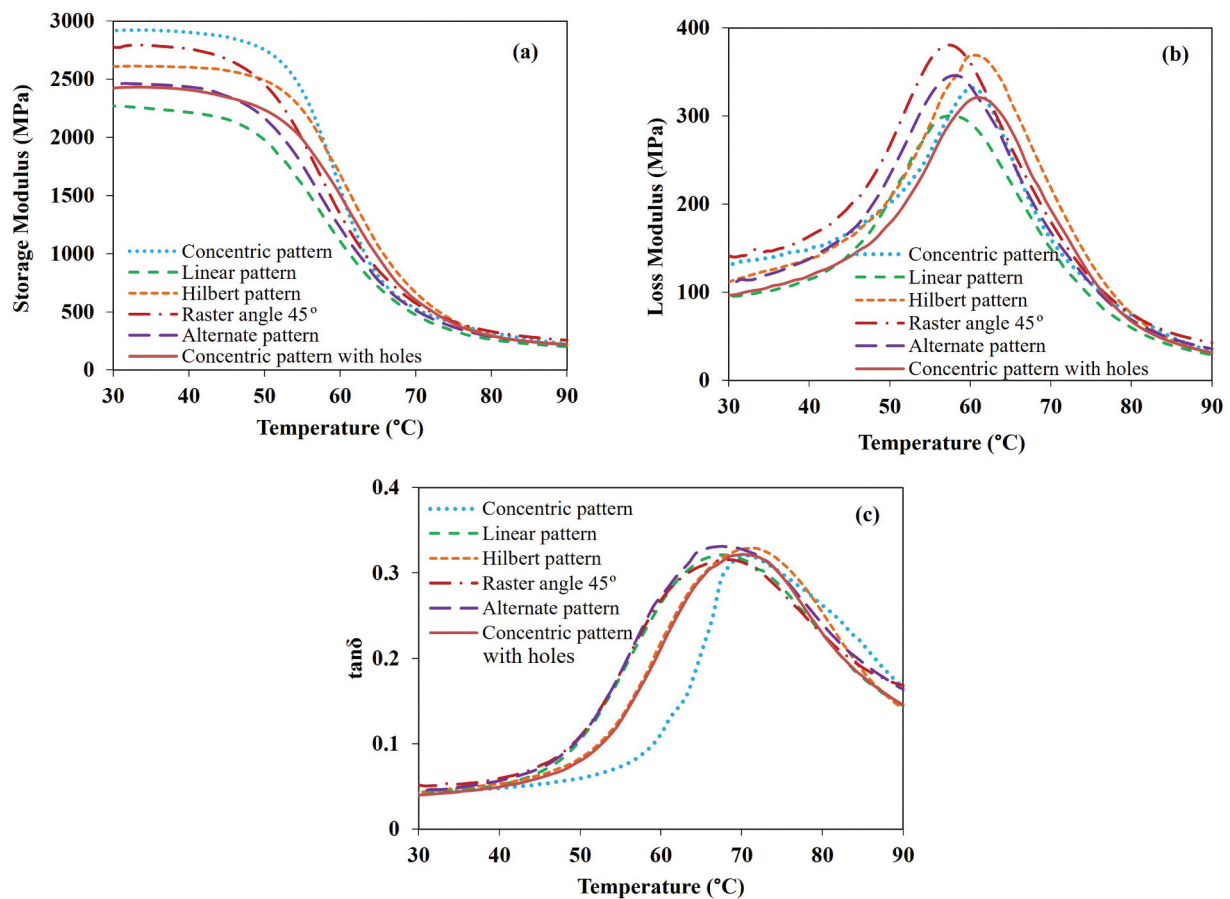 3000
2500
2000
1500
1000
500
0
Storage Modulus (MPa)
(a)
Concentric pattern
Linear pattern
Hilbert pattern
Raster angle 45°
Alternate pattern
Concentric pattern with holes
30 40 50 60 70 80 90
Temperature (°C)
400
300
200
100
0
Loss Modulus (MPa)
(b)
Concentric pattern
Linear pattern
Hilbert pattern
Raster angle 45°
Alternate pattern
Concentric pattern with holes
30 40 50 60 70 80 90
Temperature (°C)
0.4
0.3
0.2
0.1
0
tanδ
(c)
Concentric pattern
Linear pattern
Hilbert pattern
Raster angle 45°
Alternate pattern
Concentric pattern
with holes
30 40 50 60 70 80 90
Temperature (°C)